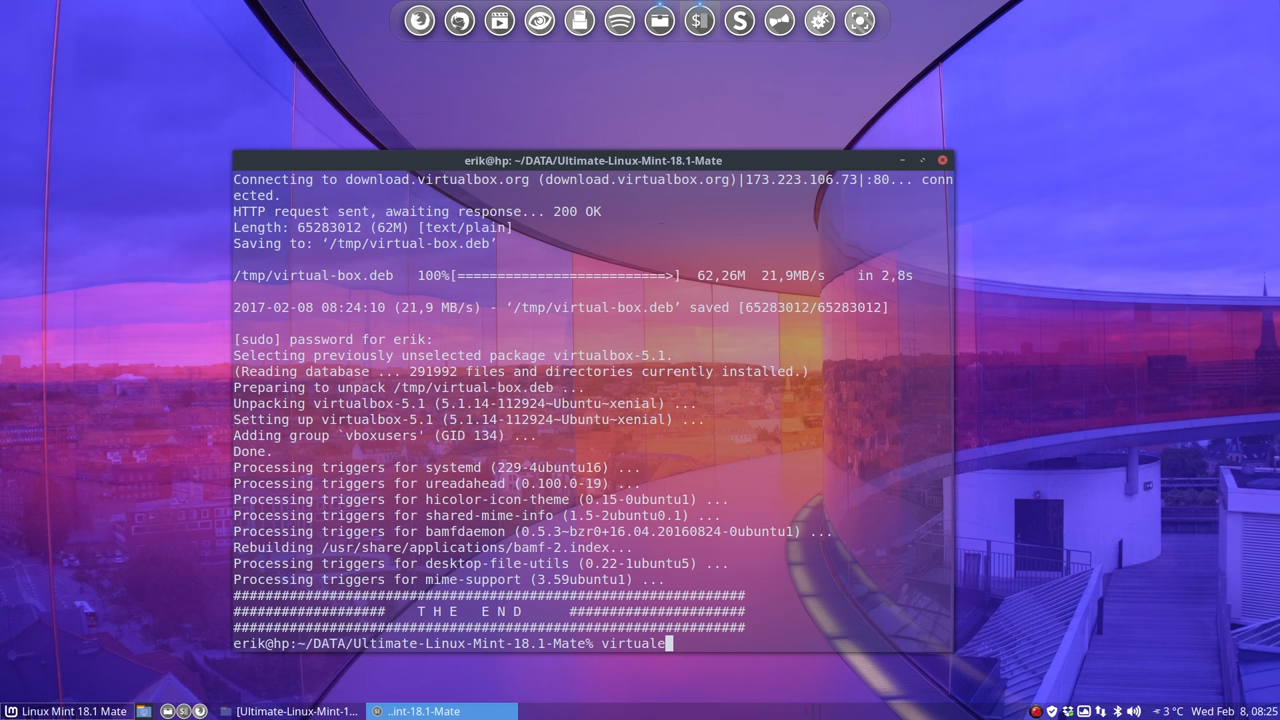 erik@hp: ~/DATA/Ultimate-Linux-Mint-18.1-Mate
Connecting to download.virtualbox.org (download.virtualbox.org)|173.223.106.73|:80... conn
ected.
HTTP request sent, awaiting response... 200 OK
Length: 65283012 (62M) [text/plain]
Saving to: ‘/tmp/virtual-box.deb’
/tmp/virtual-box.deb   100%[==========================>]  62,26M  21,9MB/s    in 2,8s
2017-02-08 08:24:10 (21,9 MB/s) - ‘/tmp/virtual-box.deb’ saved [65283012/65283012]
[sudo] password for erik:
Selecting previously unselected package virtualbox-5.1.
(Reading database ... 291992 files and directories currently installed.)
Preparing to unpack /tmp/virtual-box.deb ...
Unpacking virtualbox-5.1 (5.1.14-112924~Ubuntu~xenial) ...
Setting up virtualbox-5.1 (5.1.14-112924~Ubuntu~xenial) ...
Adding group `vboxusers' (GID 134) ...
Done.
Processing triggers for systemd (229-4ubuntu16) ...
Processing triggers for ureadahead (0.100.0-19) ...
Processing triggers for hicolor-icon-theme (0.15-0ubuntu1) ...
Processing triggers for shared-mime-info (1.5-2ubuntu0.1) ...
Processing triggers for bamfdaemon (0.5.3~bzr0+16.04.20160824-0ubuntu1) ...
Rebuilding /usr/share/applications/bamf-2.index...
Processing triggers for desktop-file-utils (0.22-1ubuntu5) ...
Processing triggers for mime-support (3.59ubuntu1) ...
################################################################
###################    T H E   E N D      ######################
################################################################
erik@hp:~/DATA/Ultimate-Linux-Mint-18.1-Mate% virtuale
Linux Mint 18.1 Mate [Ultimate-Linux-Mint-1... ..int-18.1-Mate 3 °C Wed Feb 8, 08:25